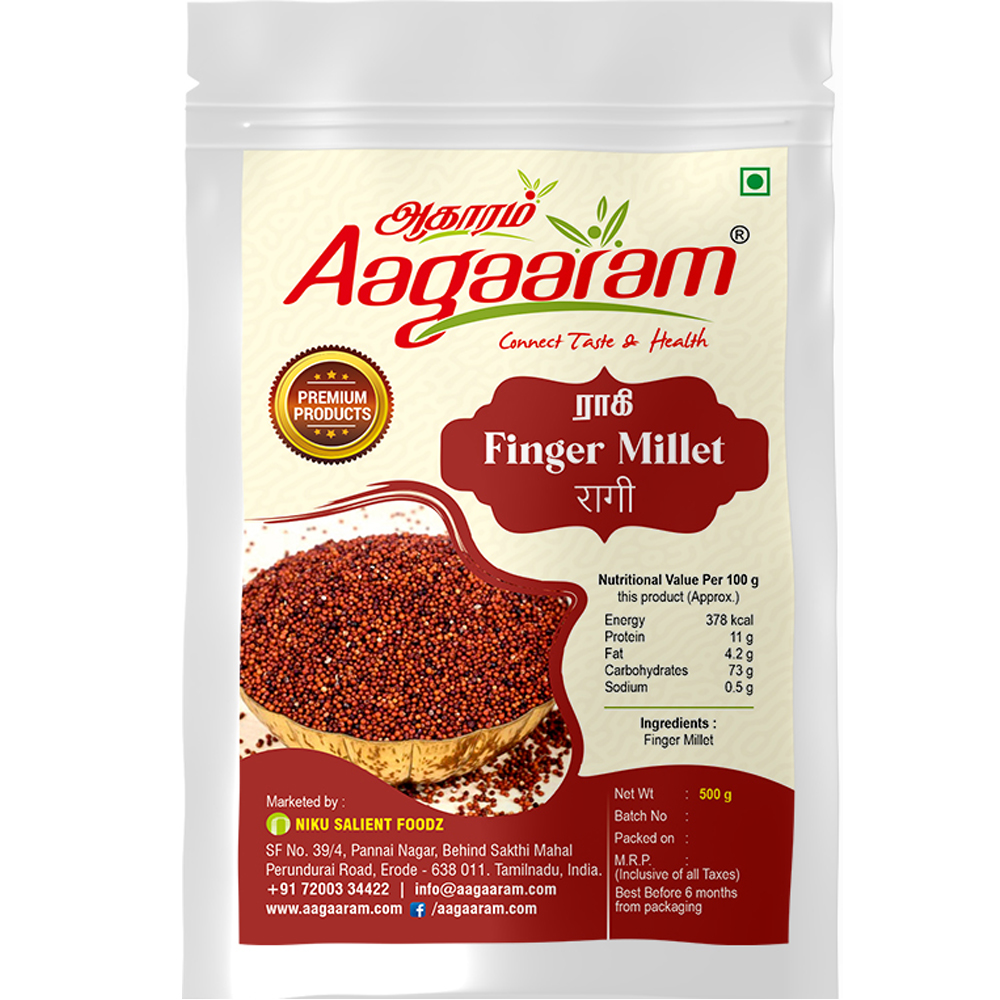 ஆகாரம்
Aagaaram®
Connect Taste & Health
PREMIUM
PRODUCTS
ராகி
Finger Millet
रागी
Nutritional Value Per 100 g
this product (Approx.)
Energy 378 kcal
Protein 11 g
Fat 4.2 g
Carbohydrates 73 g
Sodium 0.5 g
Ingredients :
Finger Millet
Marketed by :
NIKU SALIENT FOODZ
SF No. 39/4, Pannai Nagar, Behind Sakthi Mahal
Perundurai Road, Erode - 638 011. Tamilnadu, India.
+91 72003 34422 | info@aagaaram.com
www.aagaaram.com f /aagaaram.com
Net Wt : 500 g
Batch No :
Packed on :
M.R.P. :
(Inclusive of all Taxes)
Best Before 6 months
from packaging